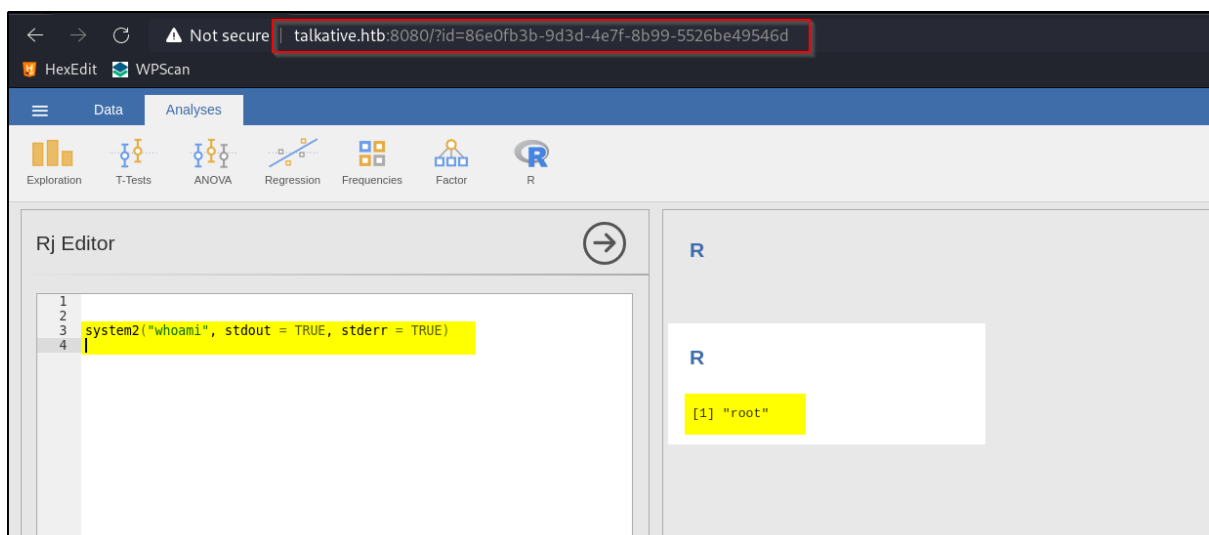 Not secure | talkative.htb:8080/?id=86e0fb3b-9d3d-4e7f-8b99-5526be49546d
HexEdit WPScan
Data Analyses
Exploration T-Tests ANOVA Regression Frequencies Factor R
Rj Editor
R
1
2
3 system2("whoami", stdout = TRUE, stderr = TRUE)
4
R
[1] "root"